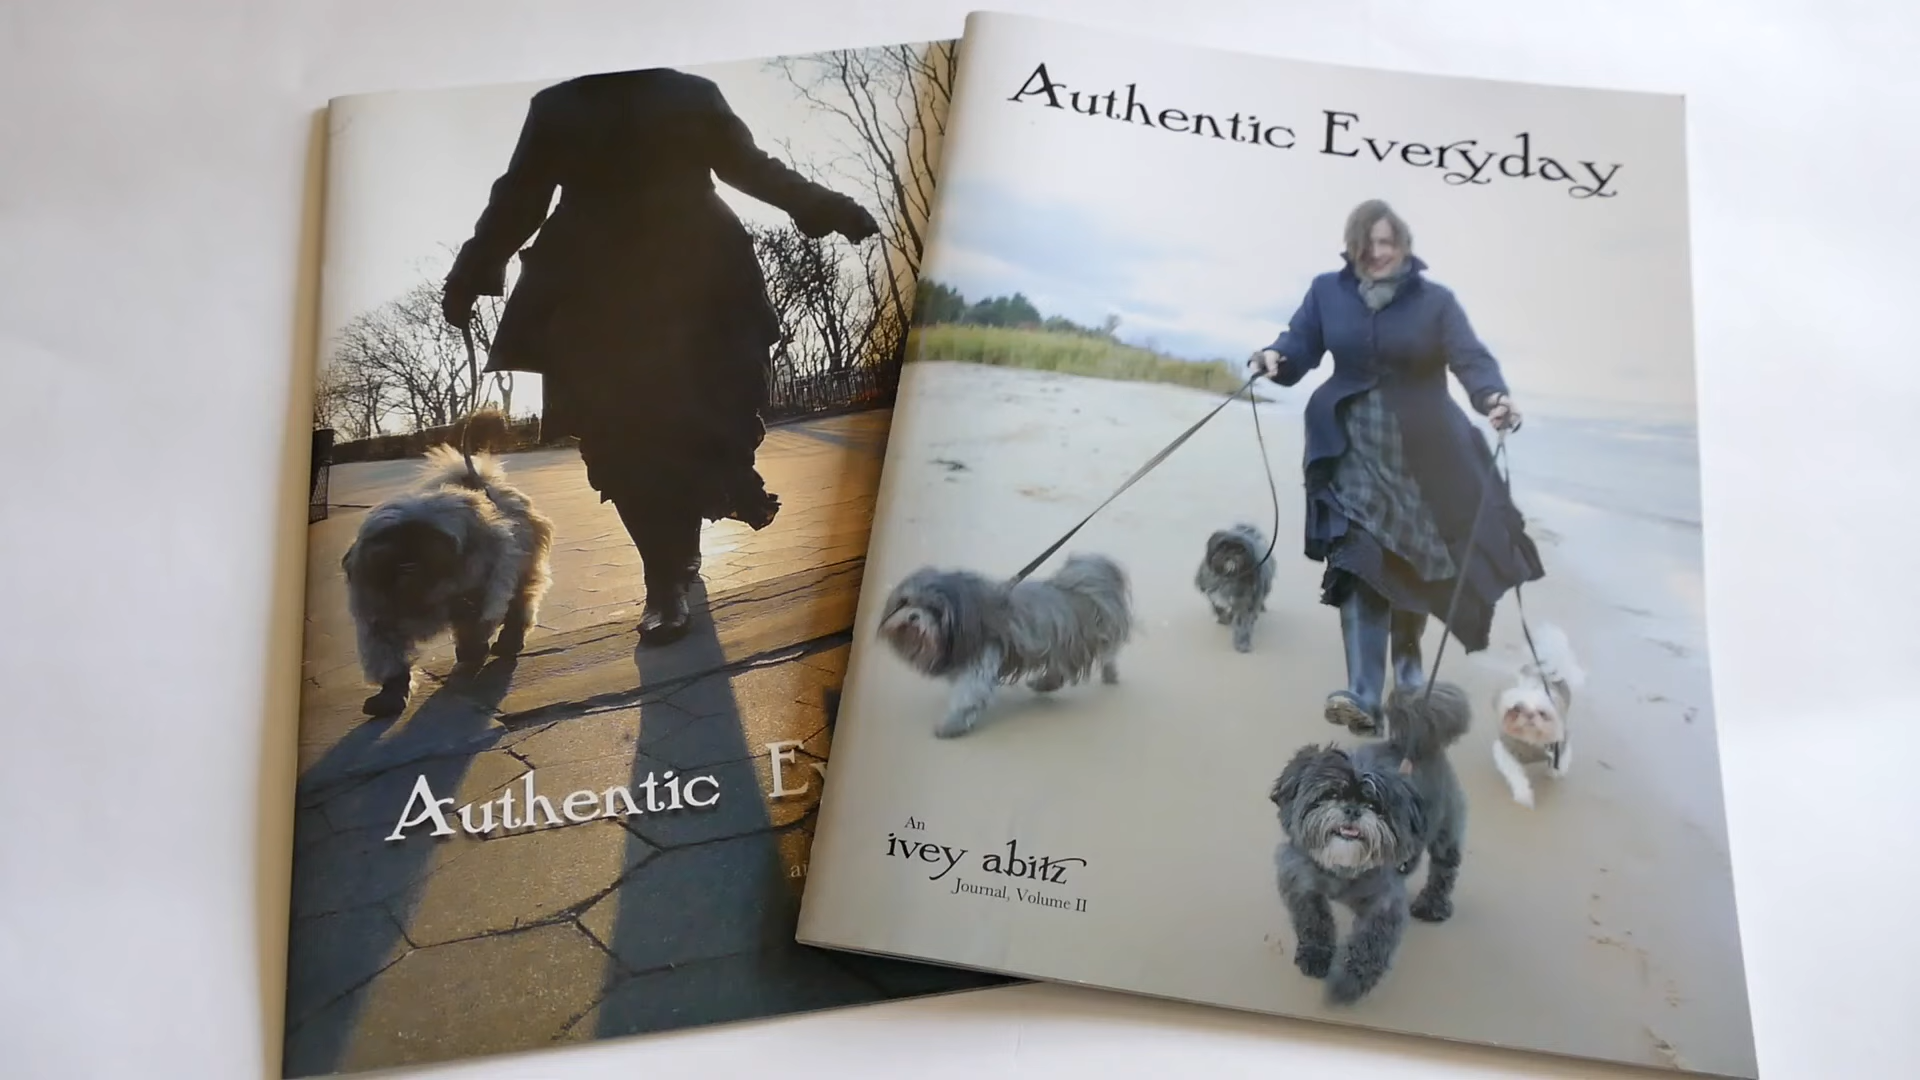 Authentic Everyday
An
ivey abitz
Journal, Volume II
Authentic